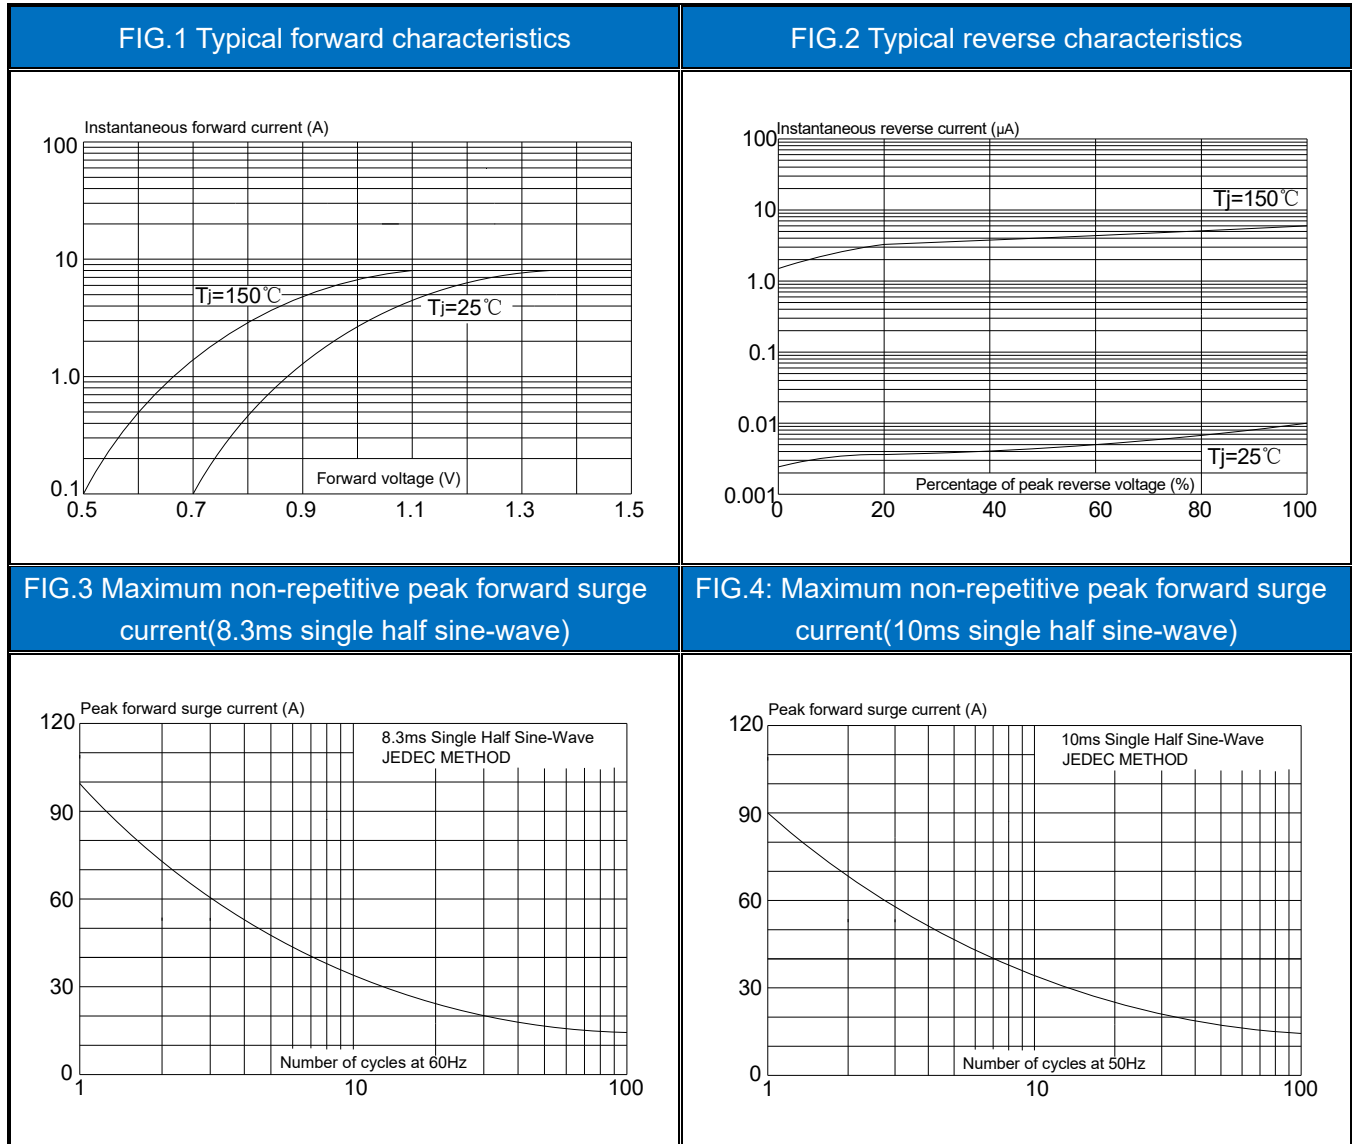 FIG.1 Typical forward characteristics
Instantaneous forward current (A)
100
10
1.0
0.1
Tj=150℃
Tj=25℃
Forward voltage (V)
0.5 0.7 0.9 1.1 1.3 1.5
FIG.2 Typical reverse characteristics
Instantaneous reverse current (μA)
100
10
1.0
0.1
0.01
0.001
Tj=150℃
Tj=25℃
Percentage of peak reverse voltage (%)
0 20 40 60 80 100
FIG.3 Maximum non-repetitive peak forward surge
current(8.3ms single half sine-wave)
Peak forward surge current (A)
120
90
60
30
0
8.3ms Single Half Sine-Wave
JEDEC METHOD
Number of cycles at 60Hz
1 10 100
FIG.4: Maximum non-repetitive peak forward surge
current(10ms single half sine-wave)
Peak forward surge current (A)
120
90
60
30
0
10ms Single Half Sine-Wave
JEDEC METHOD
Number of cycles at 50Hz
1 10 100